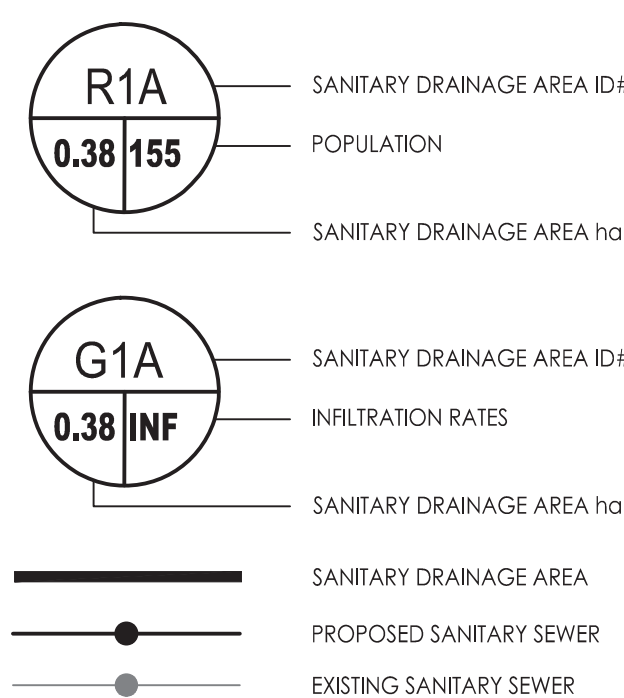 R1A
SANITARY DRAINAGE AREA ID#
0.38 155
POPULATION
SANITARY DRAINAGE AREA ha
G1A
SANITARY DRAINAGE AREA ID#
0.38 INF
INFILTRATION RATES
SANITARY DRAINAGE AREA ha
SANITARY DRAINAGE AREA
PROPOSED SANITARY SEWER
EXISTING SANITARY SEWER